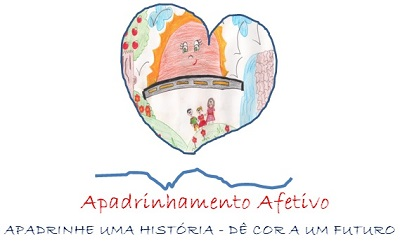 Apadrinhamento Afetivo
APADRINHE UMA HISTÓRIA - DÊ COR A UM FUTURO